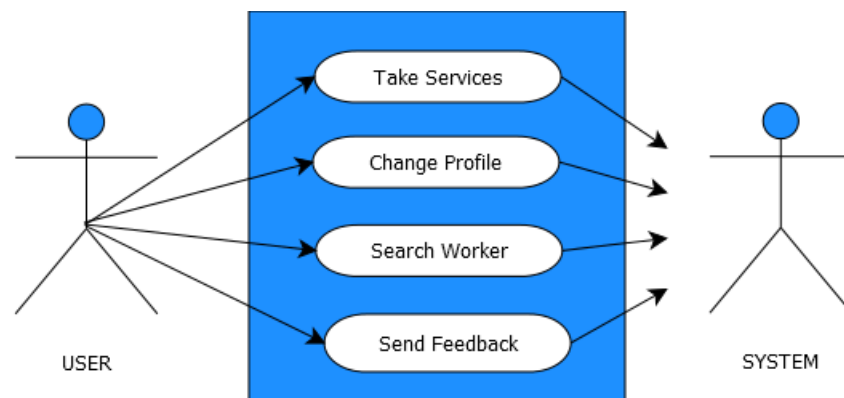 Take Services
Change Profile
Search Worker
Send Feedback
USER
SYSTEM